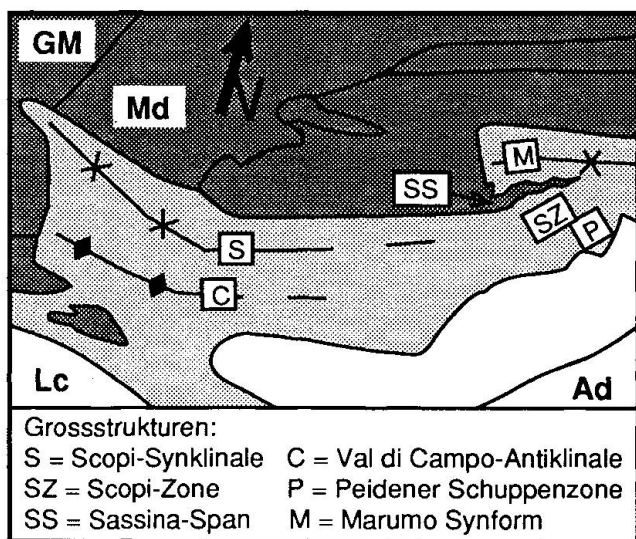 GM
Md
N
M
SS
SZ
P
S
C
Lc
Ad
Grossstrukturen:
S = Scopi-Synklinale C = Val di Campo-Antiklinale
SZ = Scopi-Zone P = Peidener Schuppenzone
SS = Sassina-Span M = Marumo Synform